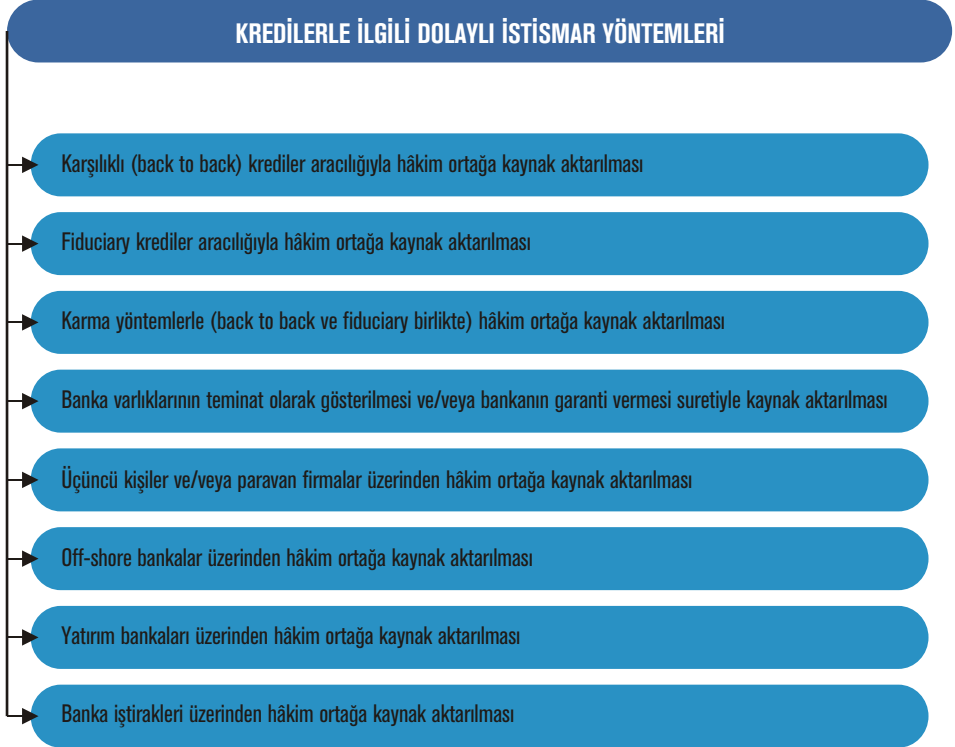 KREDİLERLE İLGİLİ DOLAYLI İSTİSMAR YÖNTEMLERİ
Karşılıklı (back to back) krediler aracılığıyla hâkim ortağa kaynak aktarılması
Fiduciary krediler aracılığıyla hâkim ortağa kaynak aktarılması
Karma yöntemlerle (back to back ve fiduciary birlikte) hâkim ortağa kaynak aktarılması
Banka varlıklarının teminat olarak gösterilmesi ve/veya bankanın garanti vermesi suretiyle kaynak aktarılması
Üçüncü kişiler ve/veya paravan firmalar üzerinden hâkim ortağa kaynak aktarılması
Off-shore bankalar üzerinden hâkim ortağa kaynak aktarılması
Yatırım bankaları üzerinden hâkim ortağa kaynak aktarılması
Banka iştirakleri üzerinden hâkim ortağa kaynak aktarılması